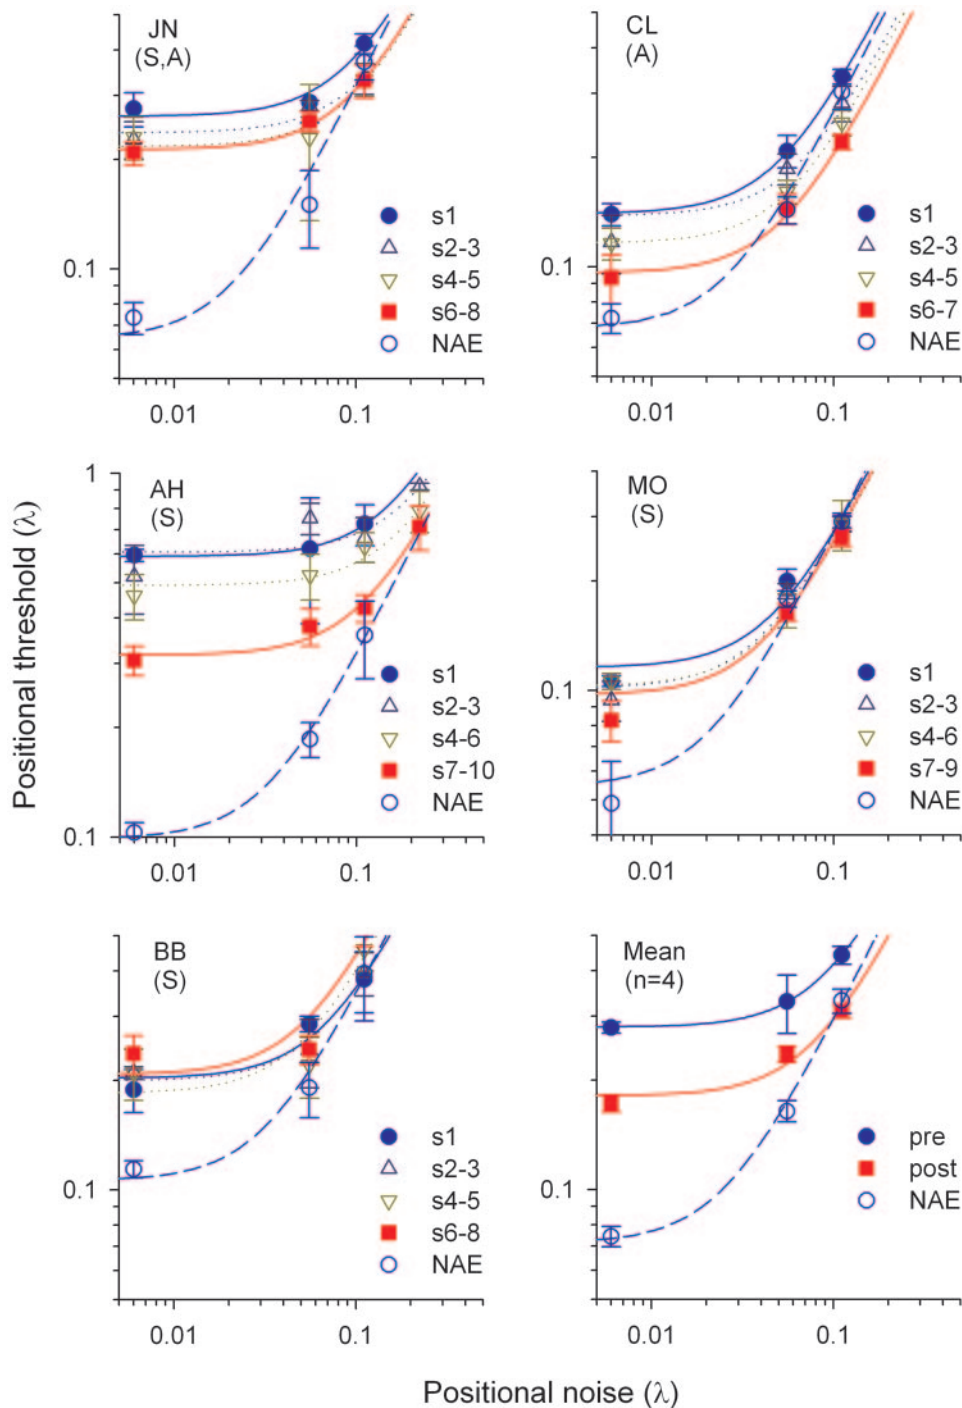 Positional threshold (λ)
JN
(S,A)
0.1
s1
s2-3
s4-5
s6-8
NAE
0.01
0.1
CL
(A)
0.1
s1
s2-3
s4-5
s6-7
NAE
0.01
0.1
1
AH
(S)
s1
s2-3
s4-6
s7-10
NAE
0.1
0.01
0.1
MO
(S)
0.1
s1
s2-3
s4-6
s7-9
NAE
0.01
0.1
BB
(S)
0.1
s1
s2-3
s4-5
s6-8
NAE
0.01
0.1
Mean
(n=4)
0.1
pre
post
NAE
0.01
0.1
Positional noise (λ)